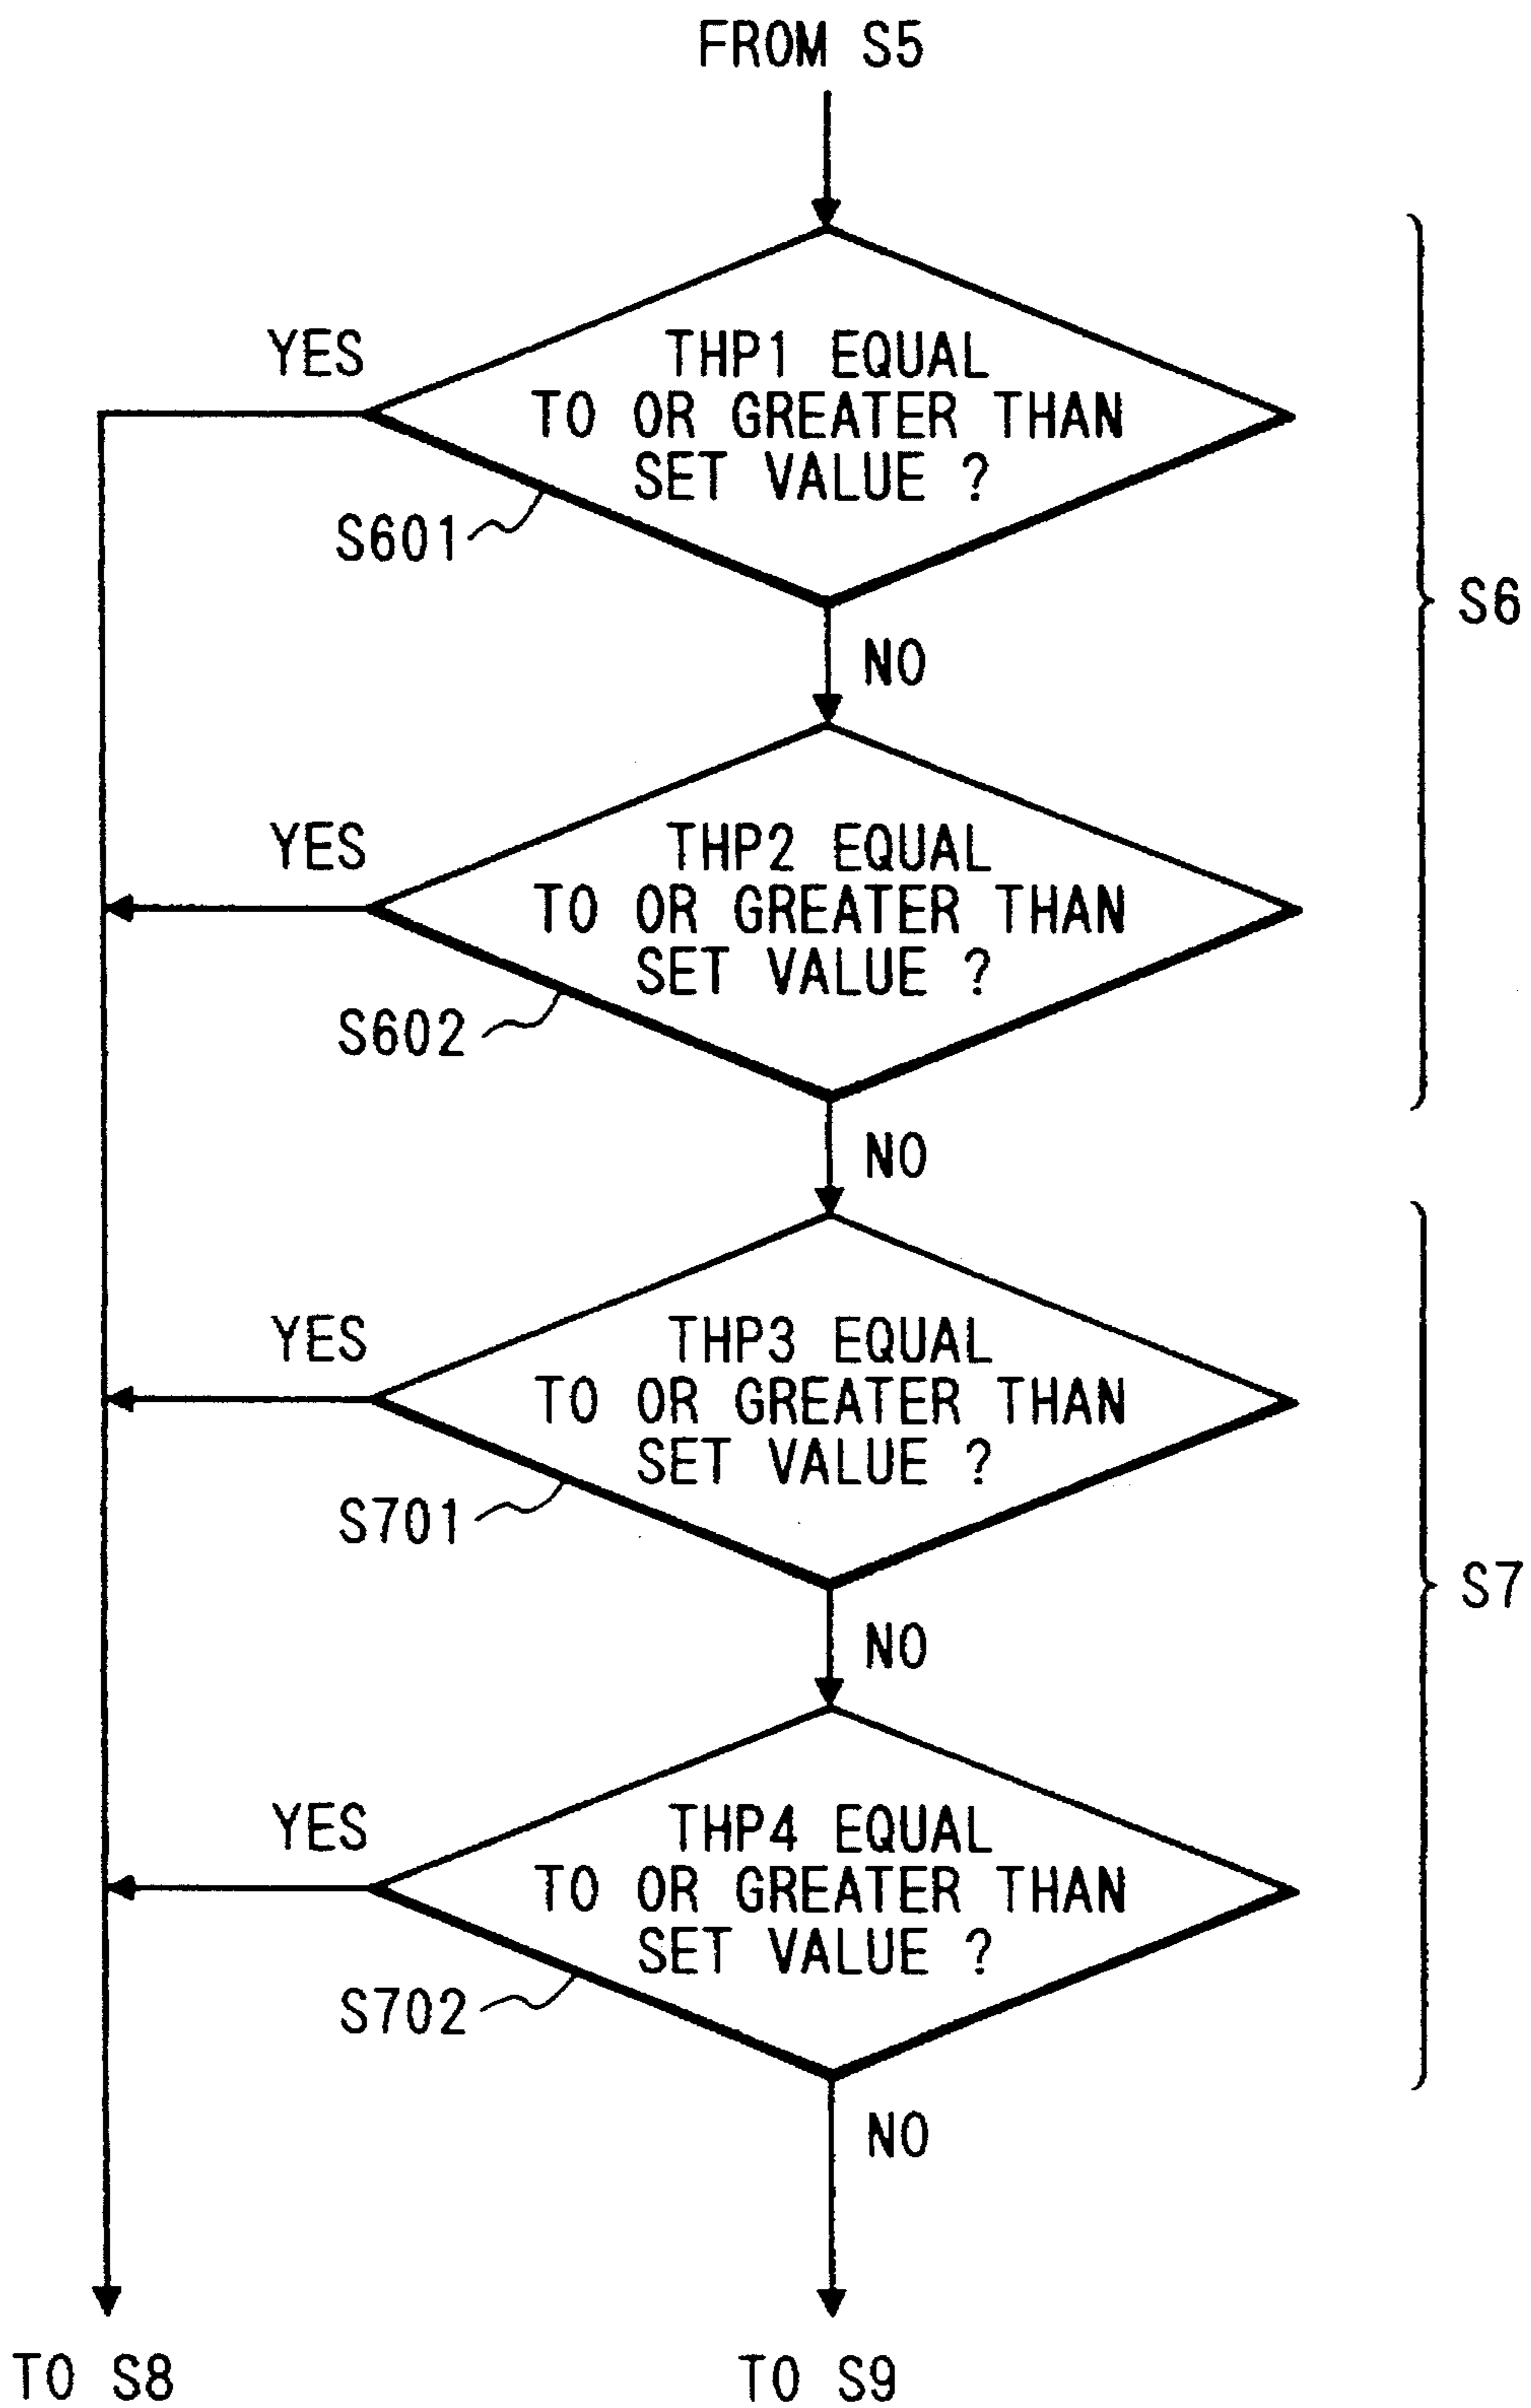 FROM S5
YES
THP1 EQUAL
TO OR GREATER THAN
SET VALUE ?
S601
S6
NO
YES
THP2 EQUAL
TO OR GREATER THAN
SET VALUE ?
S602
NO
YES
THP3 EQUAL
TO OR GREATER THAN
SET VALUE ?
S701
S7
NO
YES
THP4 EQUAL
TO OR GREATER THAN
SET VALUE ?
S702
NO
TO S8
TO S9